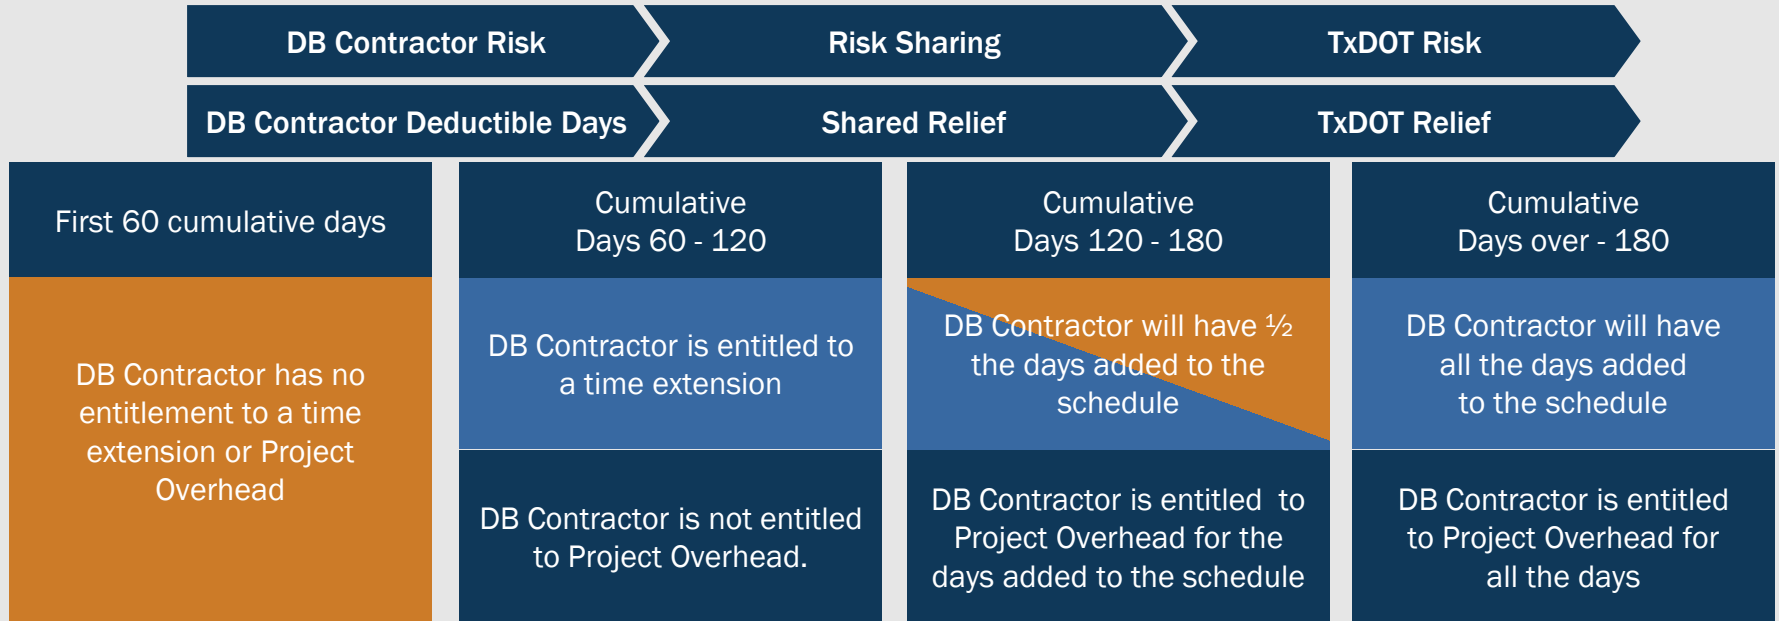 DB Contractor Risk
Risk Sharing
TxDOT Risk
DB Contractor Deductible Days
Shared Relief
TxDOT Relief
First 60 cumulative days
DB Contractor has no
entitlement to a time
extension or Project
Overhead
Cumulative
Days 60 - 120
DB Contractor is entitled to
a time extension
DB Contractor is not entitled
to Project Overhead.
Cumulative
Days 120 - 180
DB Contractor will have ½
the days added to the
schedule
DB Contractor is entitled  to
Project Overhead for the
days added to the schedule
Cumulative
Days over - 180
DB Contractor will have
all the days added
to the schedule
DB Contractor is entitled
to Project Overhead for
all the days